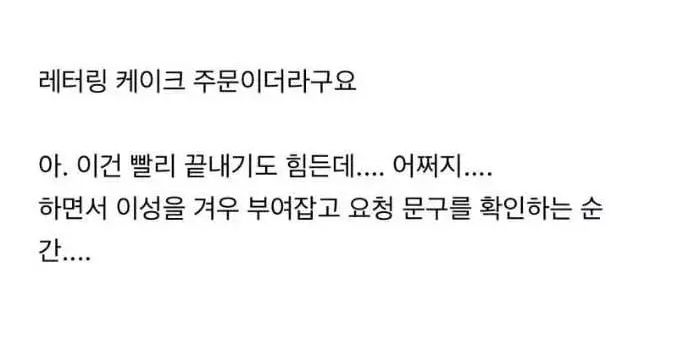 레터링 케이크 주문이더라구요
아. 이건 빨리 끝내기도 힘든데.... 어쩌지....
하면서 이성을 겨우 부여잡고 요청 문구를 확인하는 순
간....